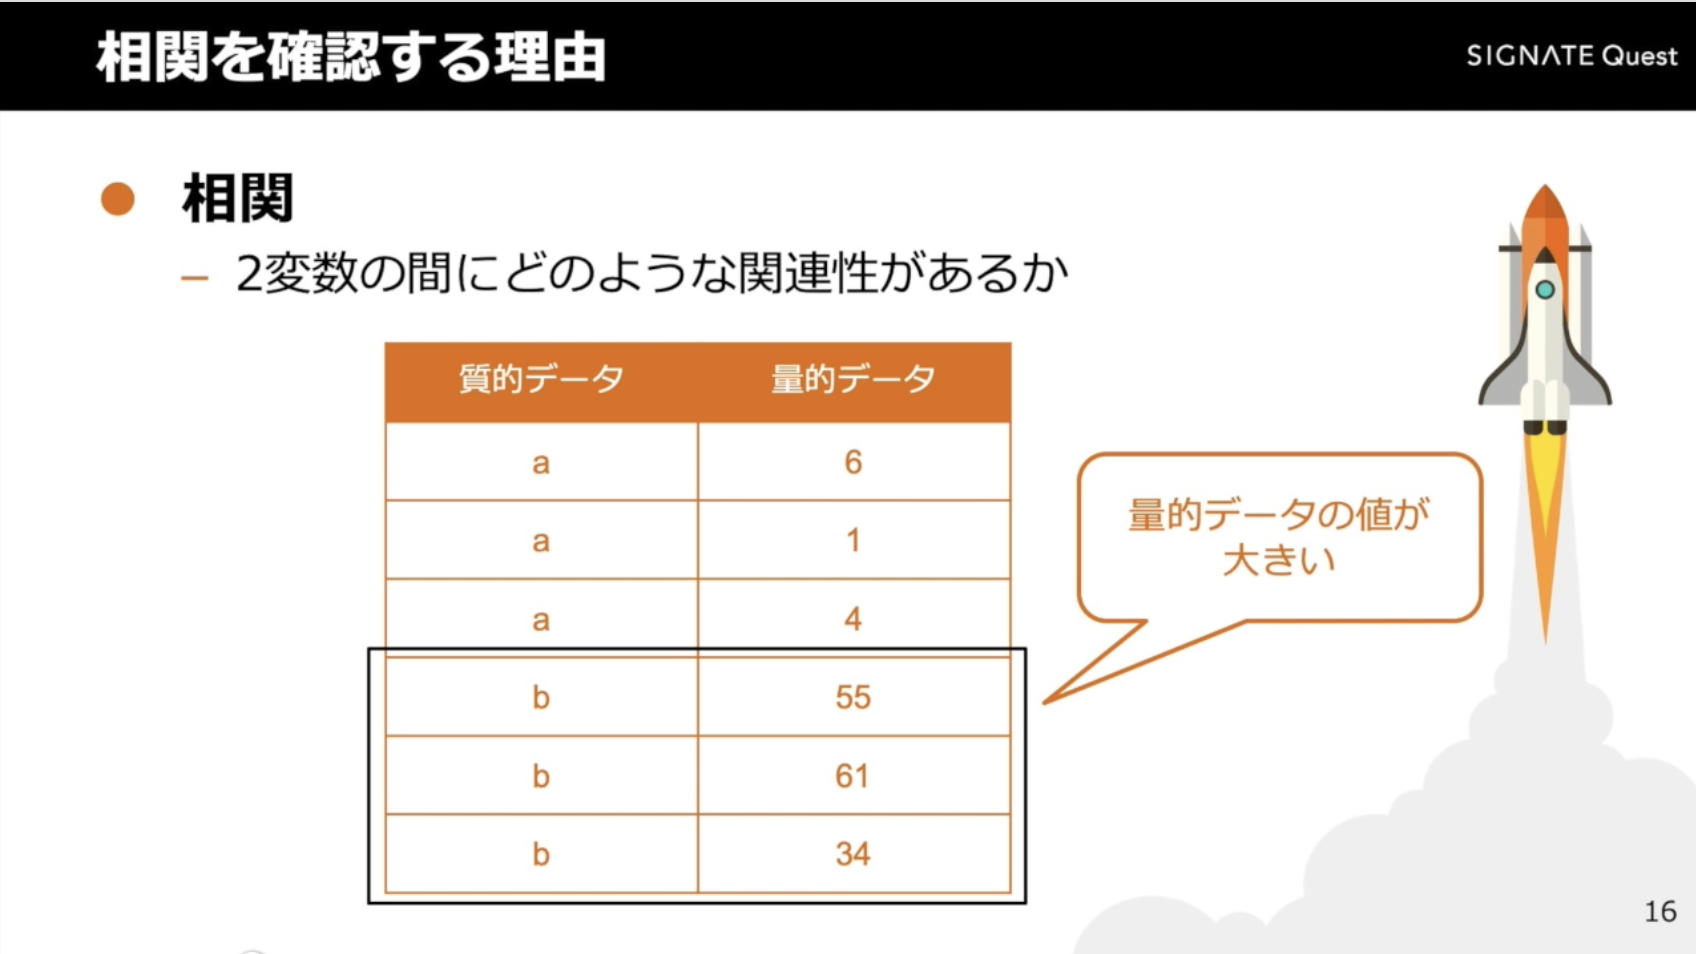 相関を確認する理由
SIGNATE Quest
相関
– 2変数の間にどのような関連性があるか
質的データ 量的データ
a 6
a 1
a 4
b 55
b 61
b 34
量的データの値が
大きい
16